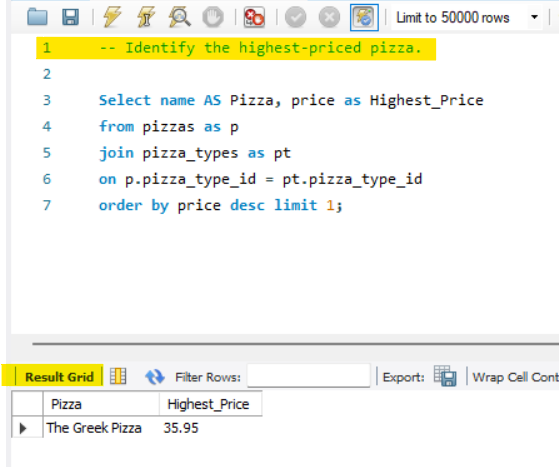 Limit to 50000 rows
1 -- Identify the highest-priced pizza.
2
3 Select name AS Pizza, price as Highest_Price
4 from pizzas as p
5 join pizza_types as pt
6 on p.pizza_type_id = pt.pizza_type_id
7 order by price desc limit 1;
Result Grid Filter Rows: Export: Wrap Cell Cont
Pizza Highest_Price
The Greek Pizza 35.95